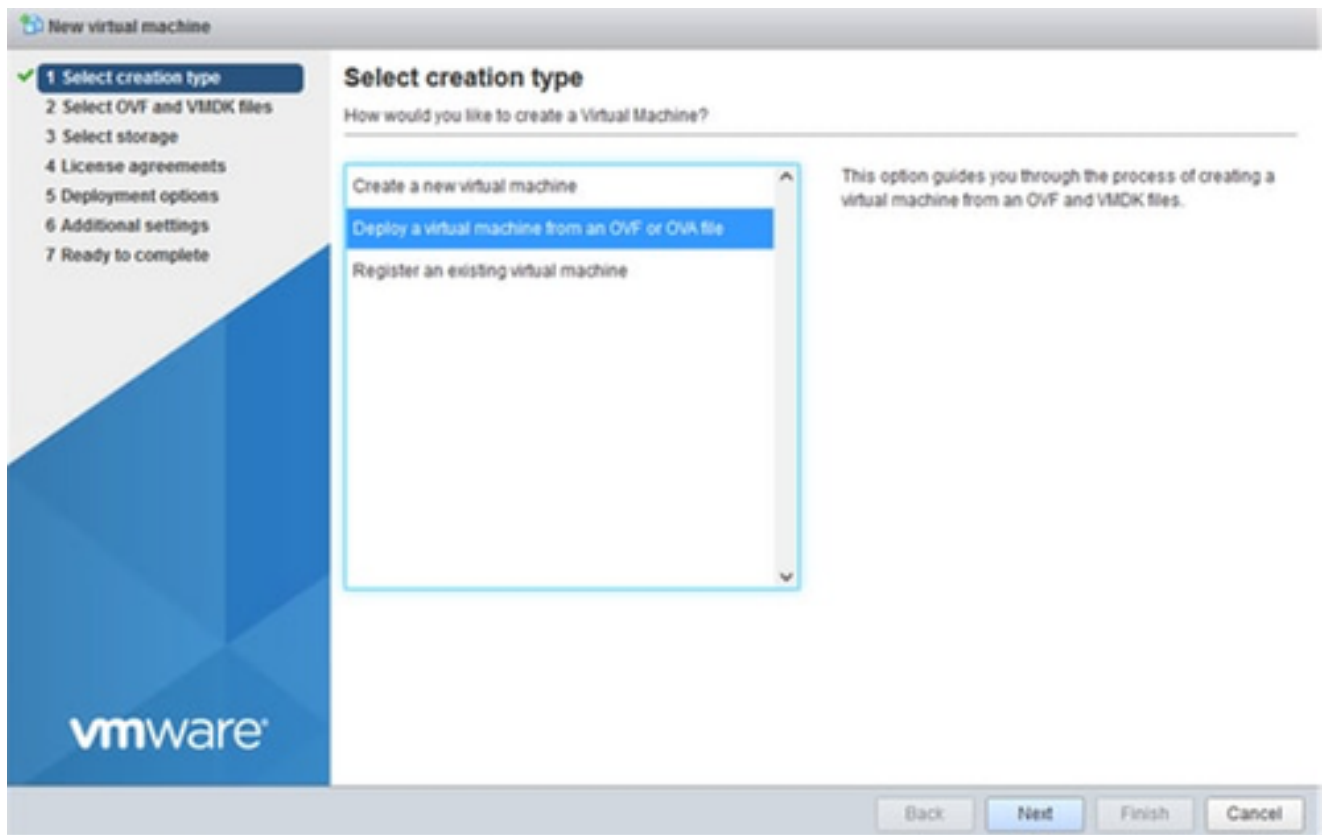 New virtual machine
1 Select creation type
2 Select OVF and VMDK files
3 Select storage
4 License agreements
5 Deployment options
6 Additional settings
7 Ready to complete
vmware
Select creation type
How would you like to create a Virtual Machine?
Create a new virtual machine
Deploy a virtual machine from an OVF or OVA file
Register an existing virtual machine
This option guides you through the process of creating a
virtual machine from an OVF and VMDK files.
Back Next Finish Cancel